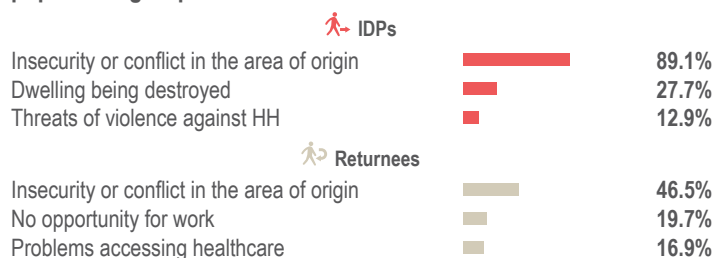 IDPs
Insecurity or conflict in the area of origin 89.1%
Dwelling being destroyed 27.7%
Threats of violence against HH 12.9%
Returnees
Insecurity or conflict in the area of origin 46.5%
No opportunity for work 19.7%
Problems accessing healthcare 16.9%